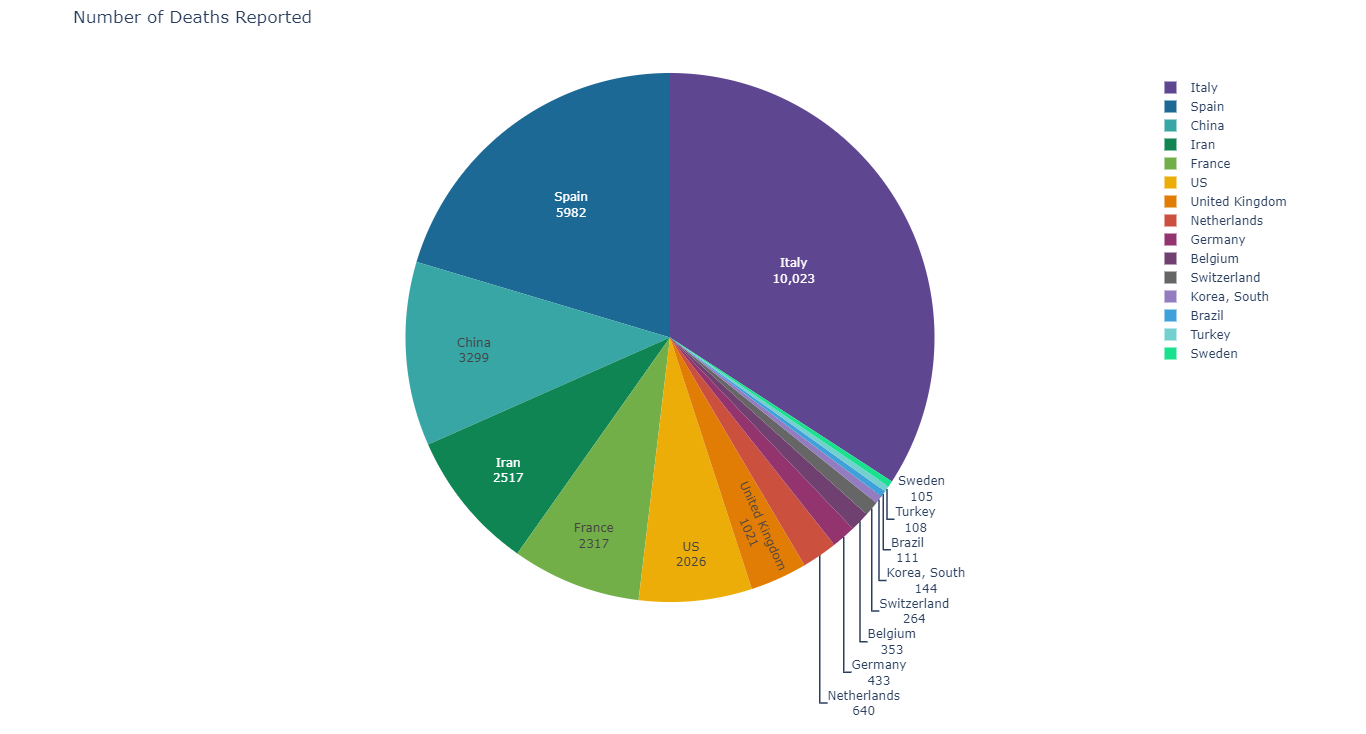 Number of Deaths Reported
Italy
10,023
Spain
5982
China
3299
Iran
2517
France
2317
US
2026
United Kingdom
1021
Sweden
105
Turkey
108
Brazil
111
Korea, South
144
Switzerland
264
Belgium
353
Germany
433
Netherlands
640
Italy
Spain
China
Iran
France
US
United Kingdom
Netherlands
Germany
Belgium
Switzerland
Korea, South
Brazil
Turkey
Sweden